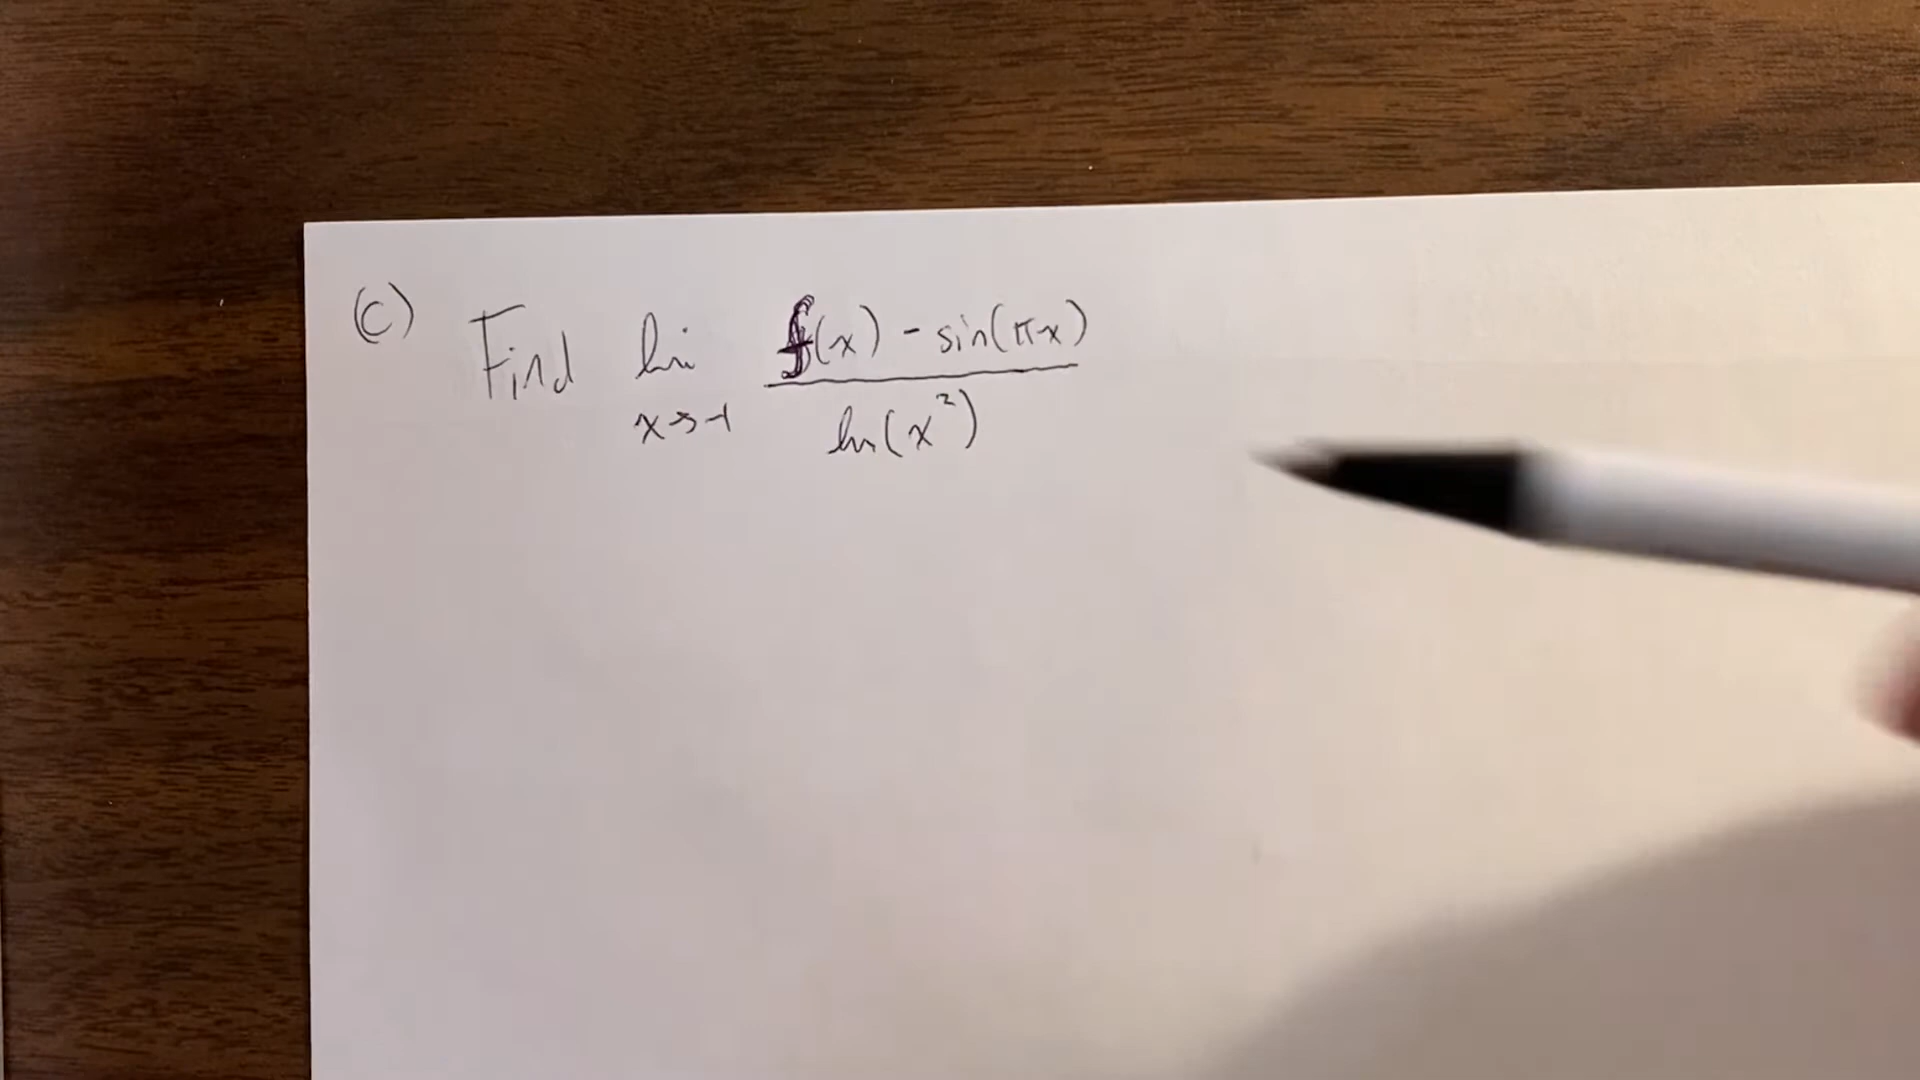 (c) Find lim f(x) - sin(πx)
x→-1 ln(x²)